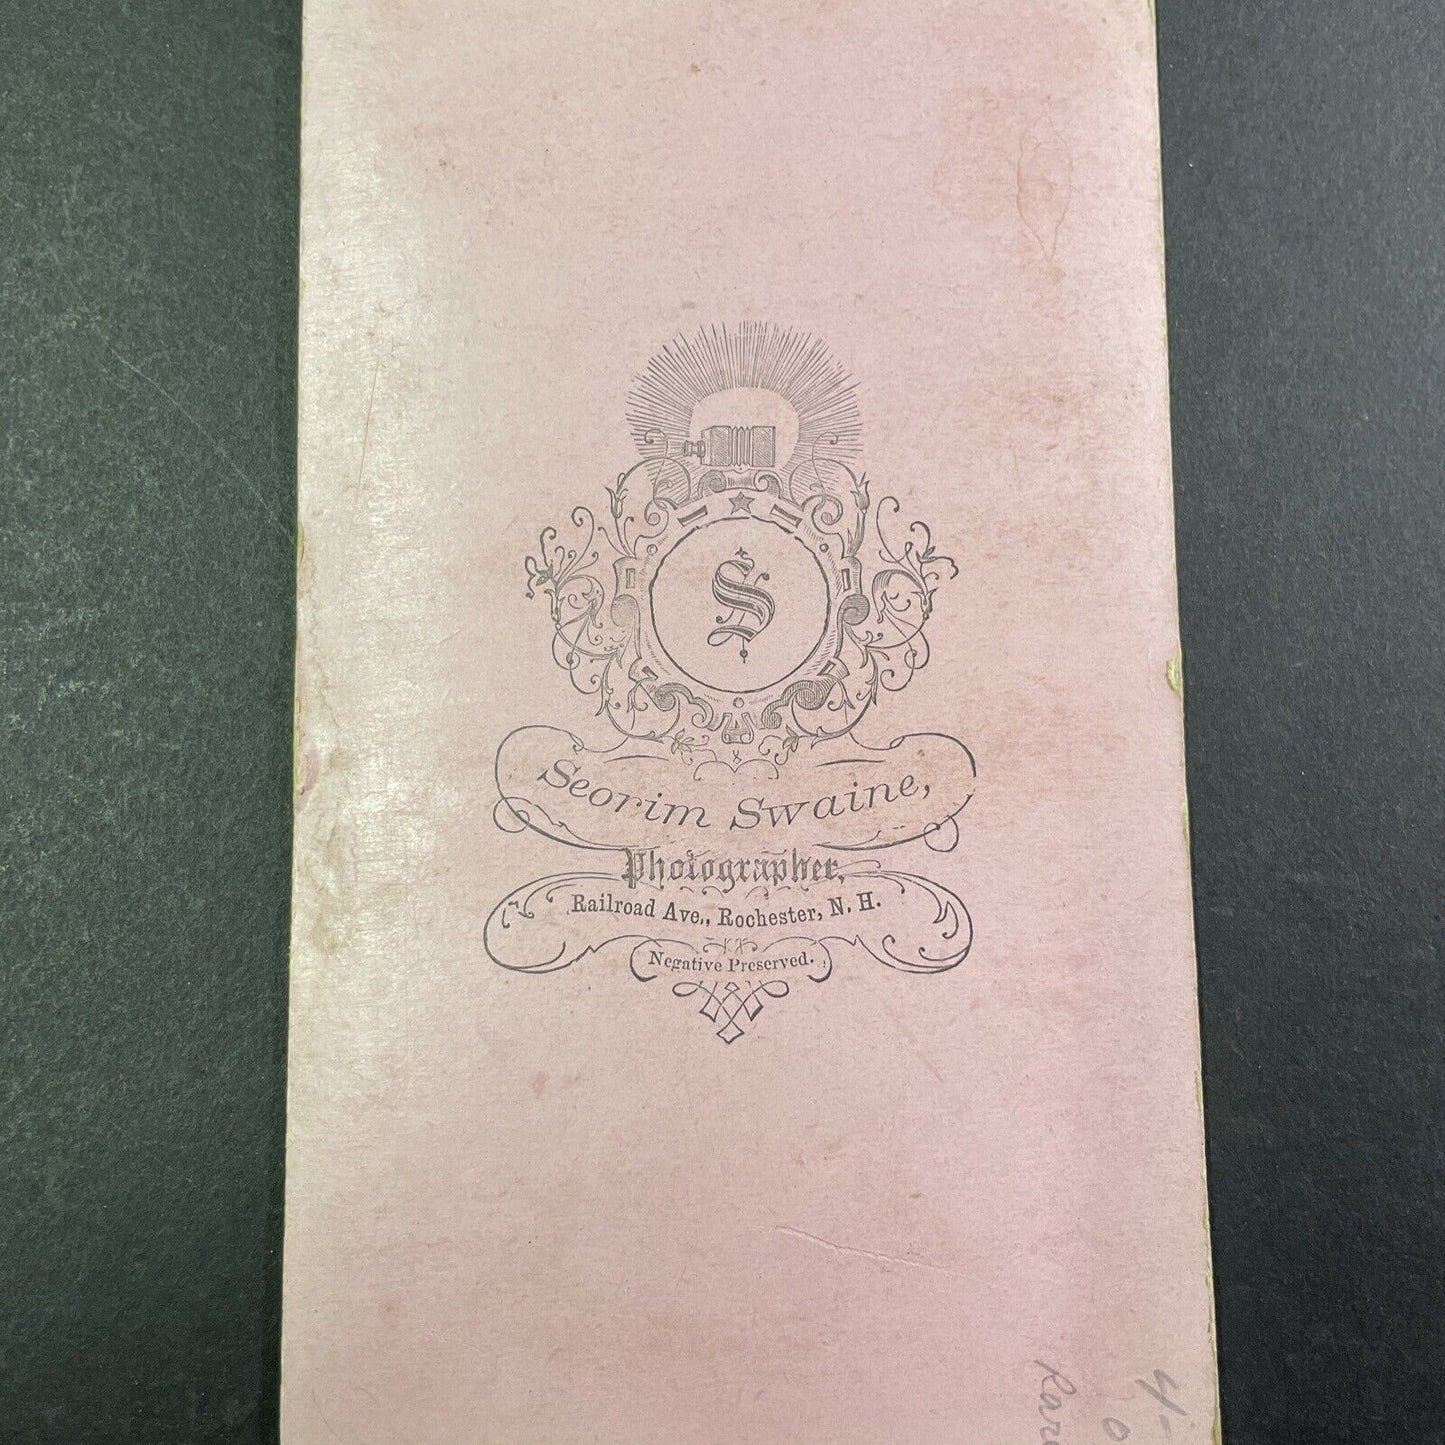 S
Seorim Swaine,
Photographer,
Railroad Ave., Rochester, N. H.
Negative Preserved.